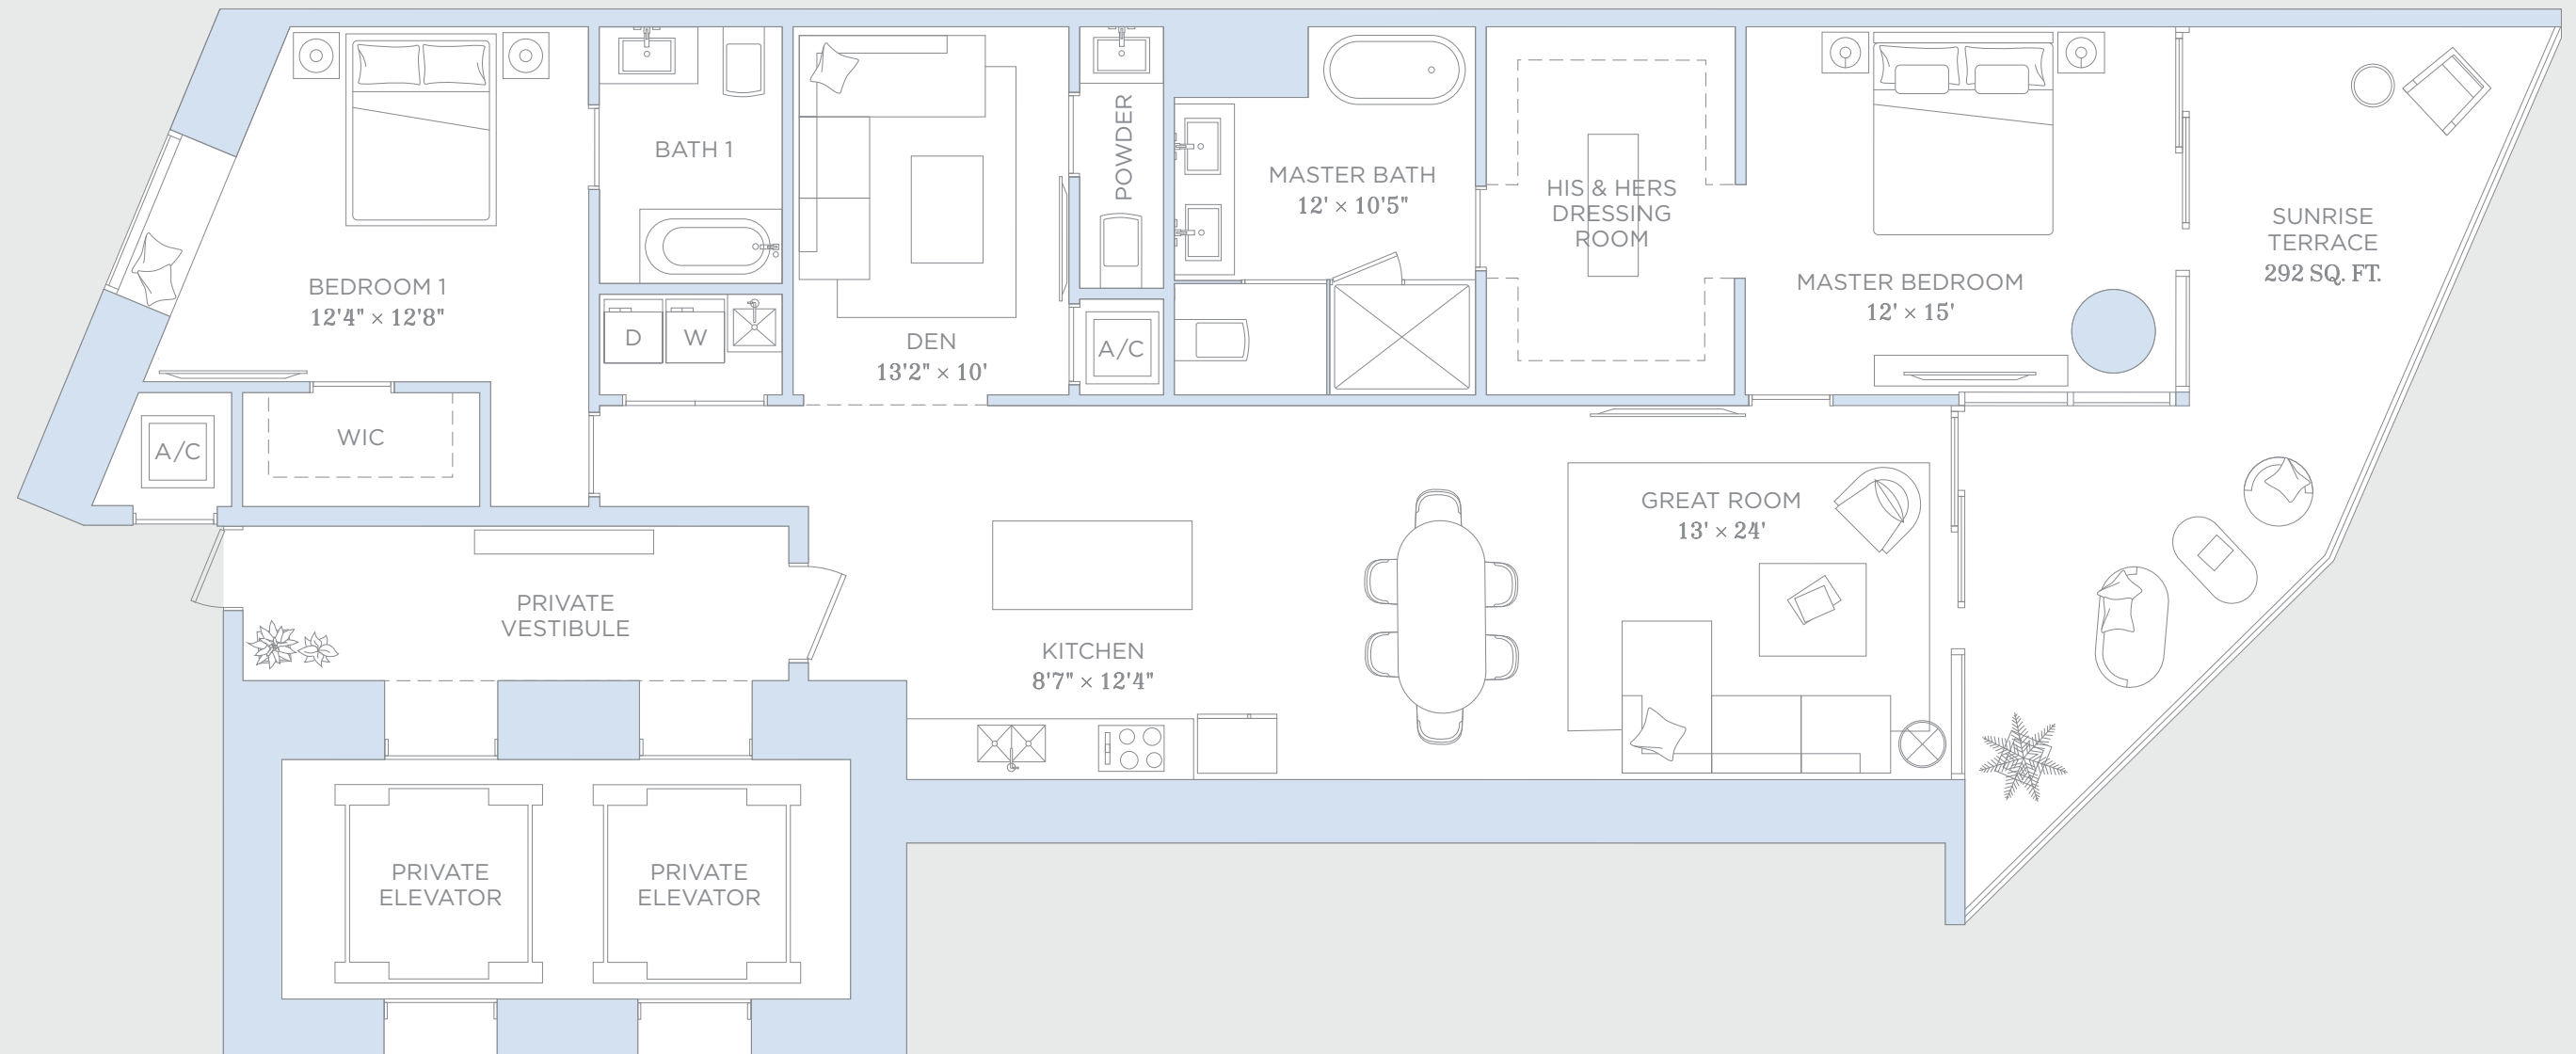 BATH 1
POWDER
MASTER BATH
12' × 10'5"
HIS & HERS
DRESSING
ROOM
SUNRISE
TERRACE
292 SQ. FT.
BEDROOM 1
12'4" × 12'8"
MASTER BEDROOM
12' × 15'
D
W
DEN
13'2" × 10'
A/C
WIC
A/C
GREAT ROOM
13' × 24'
PRIVATE
VESTIBULE
KITCHEN
8'7" × 12'4"
PRIVATE
ELEVATOR
PRIVATE
ELEVATOR